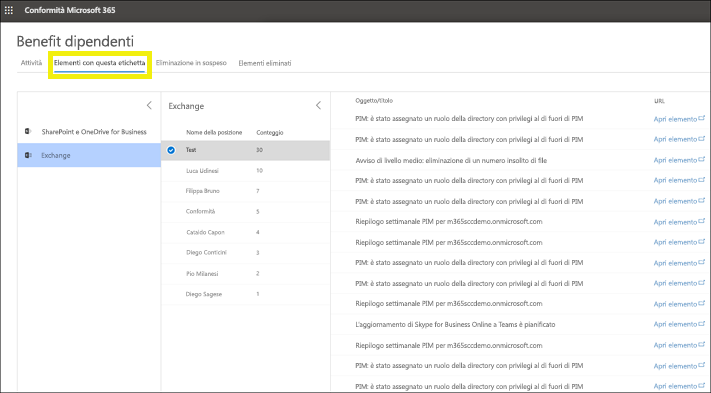 Conformità Microsoft 365
Benefit dipendenti
Attività Elementi con questa etichetta Eliminazione in sospeso Elementi eliminati
SharePoint e OneDrive for Business
Exchange
Exchange
Nome della posizione Conteggio
Test 30
Luca Udinesi 10
Filippa Bruno 7
Conformità 5
Cataldo Capon 4
Diego Conticini 3
Pio Milanesi 2
Diego Sagese 1
Oggetto/titolo URL
PIM: è stato assegnato un ruolo della directory con privilegi al di fuori di PIM Apri elemento
PIM: è stato assegnato un ruolo della directory con privilegi al di fuori di PIM Apri elemento
Avviso di livello medio: eliminazione di un numero insolito di file Apri elemento
PIM: è stato assegnato un ruolo della directory con privilegi al di fuori di PIM Apri elemento
PIM: è stato assegnato un ruolo della directory con privilegi al di fuori di PIM Apri elemento
Riepilogo settimanale PIM per m365sccdemo.onmicrosoft.com Apri elemento
Riepilogo settimanale PIM per m365sccdemo.onmicrosoft.com Apri elemento
PIM: è stato assegnato un ruolo della directory con privilegi al di fuori di PIM Apri elemento
PIM: è stato assegnato un ruolo della directory con privilegi al di fuori di PIM Apri elemento
Riepilogo settimanale PIM per m365sccdemo.onmicrosoft.com Apri elemento
L'aggiornamento di Skype for Business Online a Teams è pianificato Apri elemento
Riepilogo settimanale PIM per m365sccdemo.onmicrosoft.com Apri elemento
PIM: è stato assegnato un ruolo della directory con privilegi al di fuori di PIM Apri elemento
PIM: è stato assegnato un ruolo della directory con privilegi al di fuori di PIM Apri elemento